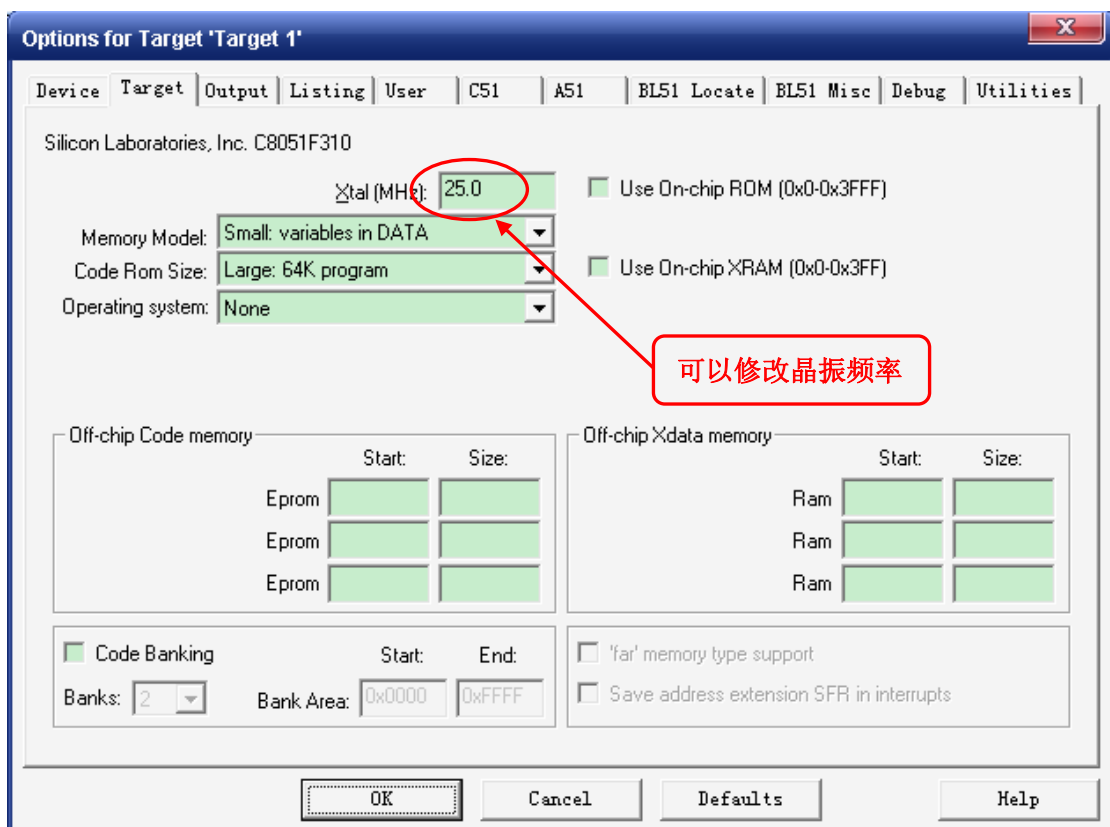 Options for Target 'Target 1'
Device Target Output Listing User C51 A51 BL51 Locate BL51 Misc Debug Utilities
Silicon Laboratories, Inc. C8051F310
Xtal (MHz): 25.0 Use On-chip ROM (0x0-0x3FFF)
Memory Model: Small: variables in DATA
Code Rom Size: Large: 64K program Use On-chip XRAM (0x0-0x3FF)
Operating system: None
可以修改晶振频率
Off-chip Code memory Off-chip Xdata memory
Start: Size: Start: Size:
Eprom Ram
Eprom Ram
Eprom Ram
Code Banking Start: End: 'far' memory type support
Banks: 2 Bank Area: 0x0000 0xFFFF Save address extension SFR in interrupts
OK Cancel Defaults Help